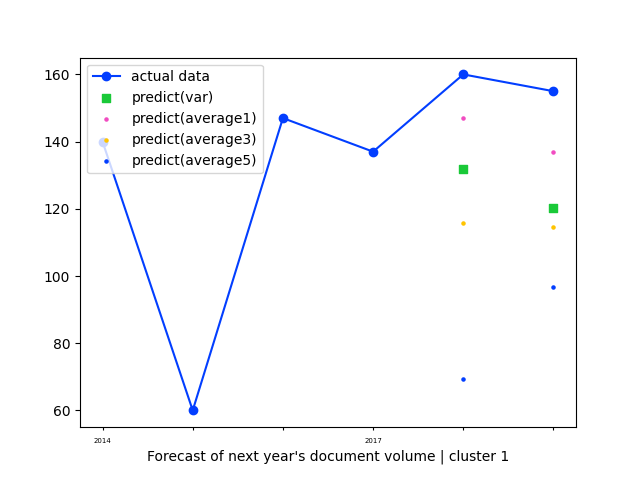 160
140
120
100
80
60
actual data
predict(var)
predict(average1)
predict(average3)
predict(average5)
2014
2017
Forecast of next year's document volume | cluster 1